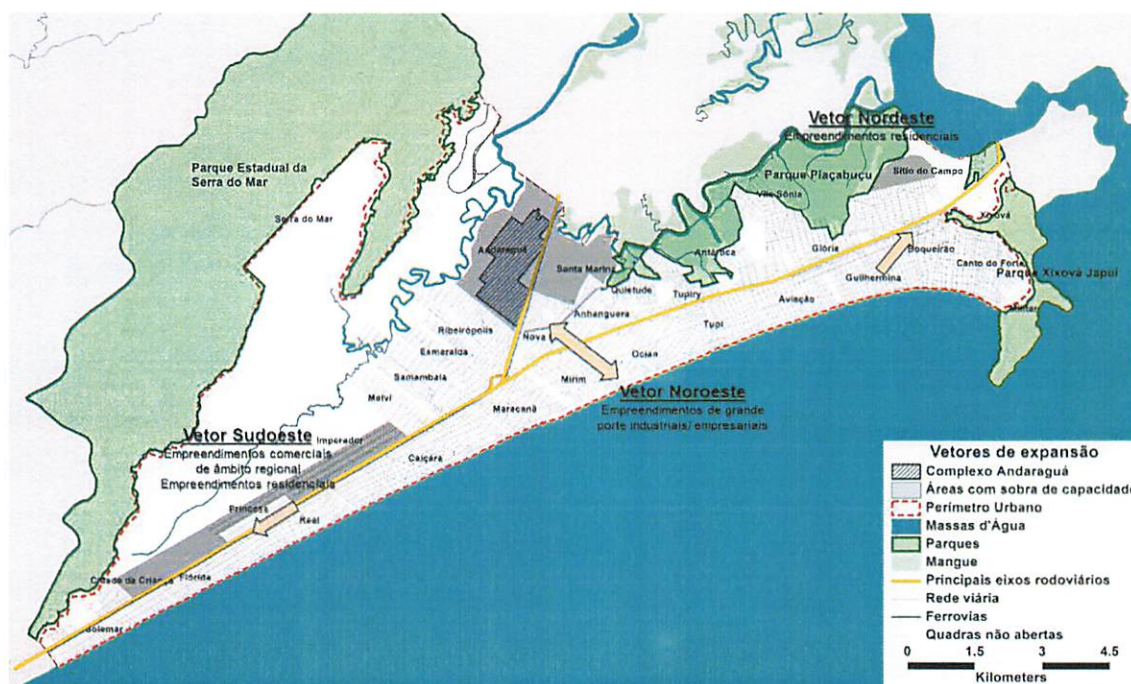 Vetor Nordeste
Empreendimentos residenciais
Parque Estadual da
Serra do Mar
Parque Piaçabuçu
Sítio do Campo
Vila Sônia
Serra do Mar
Xixová
Andaraguá
Antártica
Glória
Boqueirão
Santa Marina
Canto do Forte
Parque Xixová Japuí
Guilhermina
Quietude
Tupiry
Aviação
Militar
Anhanguera
Ribeirópolis
Nova
Tupi
Esmeralda
Ocian
Samambaia
Mirim
Melvi
Vetor Noroeste
Empreendimentos de grande
porte industriais/ empresariais
Maracanã
Vetor Sudoeste
Imperador
Empreendimentos comerciais
de âmbito regional
Empreendimentos residenciais
Caiçara
Princesa
Real
Cidade da Criança
Flórida
Solemar
Vetores de expansão
Complexo Andaraguá
Áreas com sobra de capacidade
Perímetro Urbano
Massas d'Água
Parques
Mangue
Principais eixos rodoviários
Rede viária
Ferrovias
Quadras não abertas
0 1.5 3 4.5
Kilometers